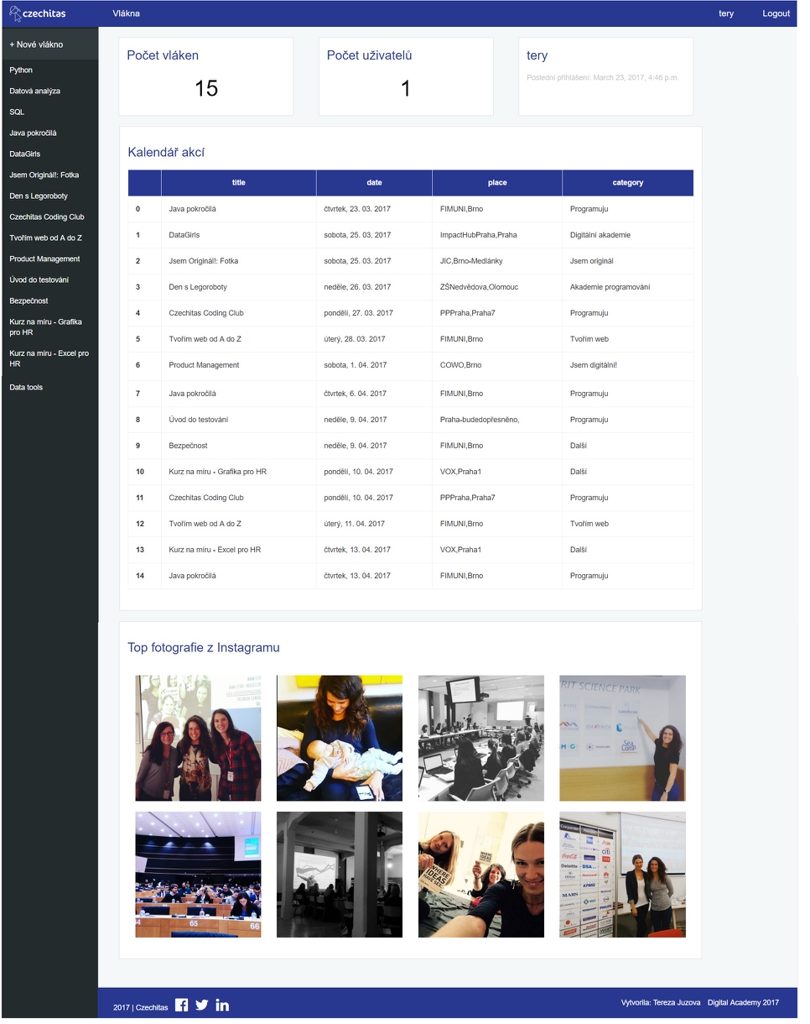 czechitas Vlákna tery Logout
+ Nové vlákno
Python
Datová analýza
SQL
Java pokročilá
DataGirls
Jsem Originál!: Fotka
Den s Legoroboty
Czechitas Coding Club
Tvořím web od A do Z
Product Management
Úvod do testování
Bezpečnost
Kurz na míru - Grafika
pro HR
Kurz na míru - Excel pro
HR
Data tools
Počet vláken
15
Počet uživatelů
1
tery
Poslední přihlášení: March 23, 2017, 4:46 p.m.
Kalendář akcí
title date place category
0 Java pokročilá čtvrtek, 23. 03. 2017 FIMUNI,Brno Programuju
1 DataGirls sobota, 25. 03. 2017 ImpactHubPraha,Praha Digitální akademie
2 Jsem Originál!: Fotka sobota, 25. 03. 2017 JIC,Brno-Medlánky Jsem originál
3 Den s Legoroboty neděle, 26. 03. 2017 ZŠNedvědova,Olomouc Akademie programování
4 Czechitas Coding Club pondělí, 27. 03. 2017 PPPraha,Praha7 Programuju
5 Tvořím web od A do Z úterý, 28. 03. 2017 FIMUNI,Brno Tvořím web
6 Product Management sobota, 1. 04. 2017 COWO,Brno Jsem digitální!
7 Java pokročilá čtvrtek, 6. 04. 2017 FIMUNI,Brno Programuju
8 Úvod do testování neděle, 9. 04. 2017 Praha-budedopřesněno, Programuju
9 Bezpečnost neděle, 9. 04. 2017 FIMUNI,Brno Další
10 Kurz na míru - Grafika pro HR pondělí, 10. 04. 2017 VOX,Praha1 Další
11 Czechitas Coding Club pondělí, 10. 04. 2017 PPPraha,Praha7 Programuju
12 Tvořím web od A do Z úterý, 11. 04. 2017 FIMUNI,Brno Tvořím web
13 Kurz na míru - Excel pro HR čtvrtek, 13. 04. 2017 VOX,Praha1 Další
14 Java pokročilá čtvrtek, 13. 04. 2017 FIMUNI,Brno Programuju
Top fotografie z Instagramu
RIT SCIENCE PARK
65 66
WHERE
IDEAS
2017 | Czechitas
Vytvořila: Tereza Juzova Digital Academy 2017